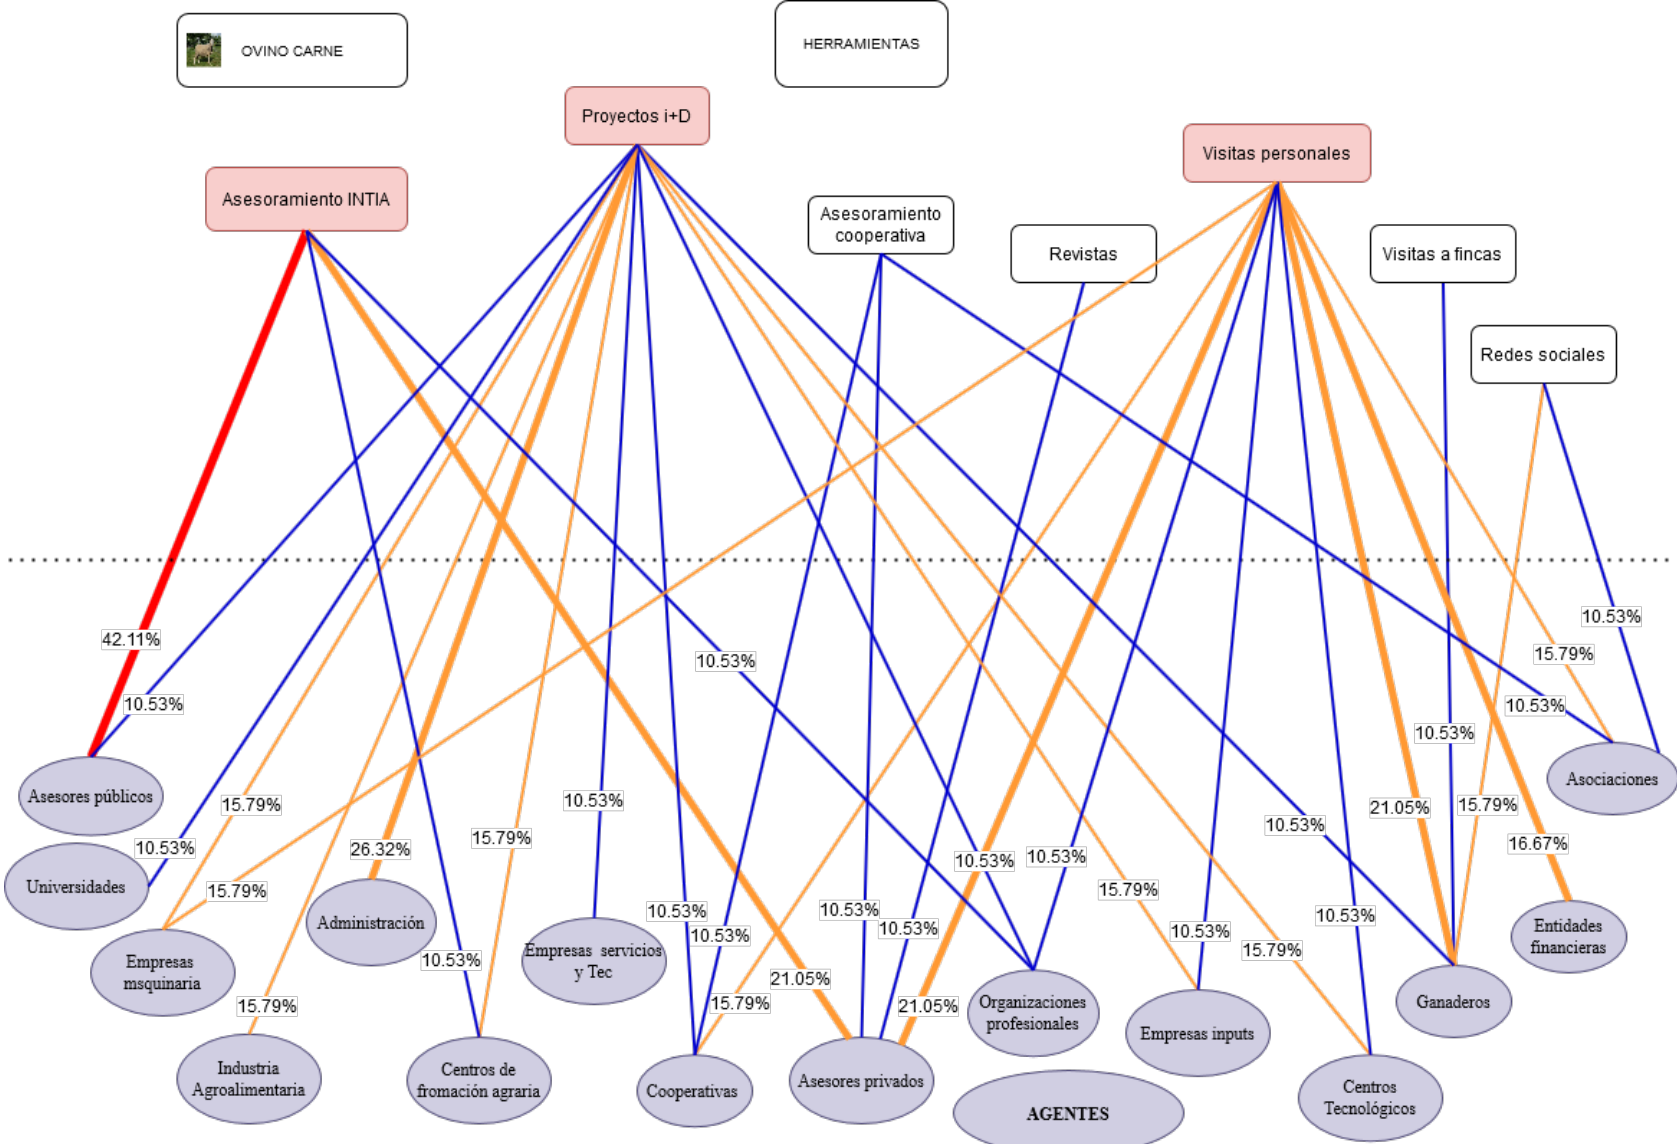 OVINO CARNE
HERRAMIENTAS
Proyectos i+D
Visitas personales
Asesoramiento INTIA
Asesoramiento
cooperativa
Revistas
Visitas a fincas
Redes sociales
10.53%
42.11%
15.79%
10.53%
10.53%
10.53%
10.53%
10.53%
Asociaciones
Asesores públicos
15.79%
10.53%
21.05%
15.79%
10.53%
16.67%
10.53%
26.32%
15.79%
10.53%
10.53%
Universidades
15.79%
15.79%
10.53%
10.53%
10.53%
Administración
10.53%
10.53%
10.53%
Entidades
fínancieras
Empresas servicios
y Tec
Empresas
msquinaria
10.53%
15.79%
21.05%
15.79%
15.79%
21.05%
Organizaciones
profesionales
Ganaderos
Empresas inputs
Industria
Agroalimentaria
Centros de
fromación agraria
Cooperativas
Asesores privados
Centros
Tecnológicos
AGENTES